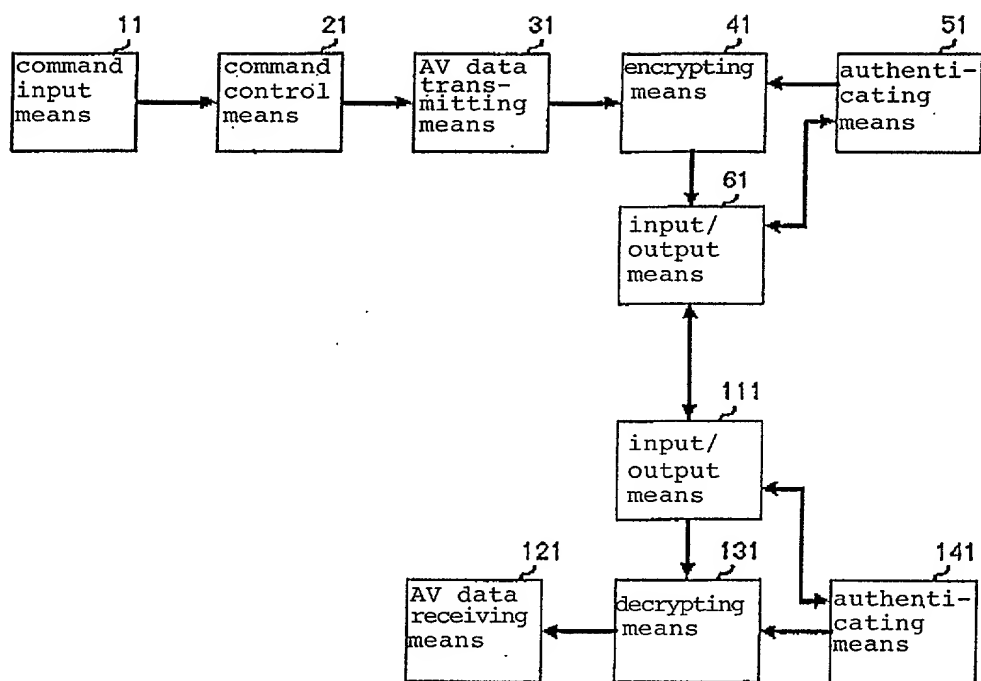 11
21
31
41
51
command
input
means
command
control
means
AV data
trans-
mitting
means
encrypting
means
authenti-
cating
means
61
input/
output
means
111
input/
output
means
121
131
141
AV data
receiving
means
decrypting
means
authenti-
cating
means